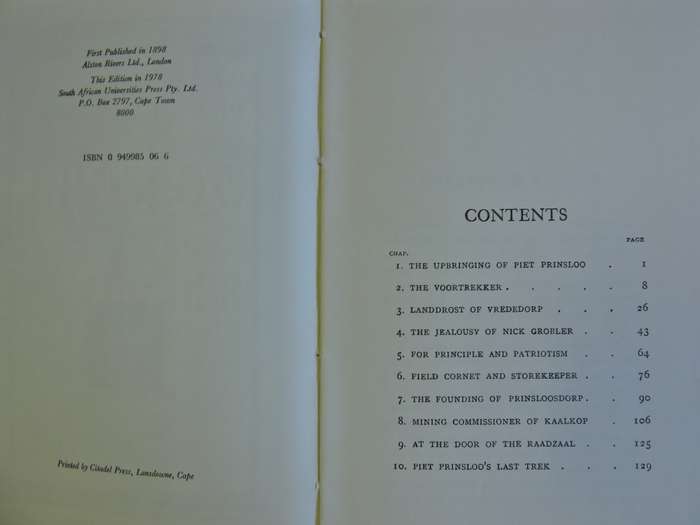 First Published in 1898
Alston Rivers Ltd., London
This Edition in 1978
South African Universities Press Pty. Ltd.
P.O. Box 2797, Cape Town
8000
ISBN 0 949985 06 6
Printed by Citadel Press, Lansdowne, Cape
CONTENTS
PAGE
CHAP.
1. THE UPBRINGING OF PIET PRINSLOO . 1
2. THE VOORTREKKER . . . . . 8
3. LANDDROST OF VREDEDORP . . . 26
4. THE JEALOUSY OF NICK GROBLER . . 43
5. FOR PRINCIPLE AND PATRIOTISM . . 64
6. FIELD CORNET AND STOREKEEPER . . 76
7. THE FOUNDING OF PRINSLOOSDORP . . 90
8. MINING COMMISSIONER OF KAALKOP . 106
9. AT THE DOOR OF THE RAADZAAL . . 125
10. PIET PRINSLOO'S LAST TREK . . . 129